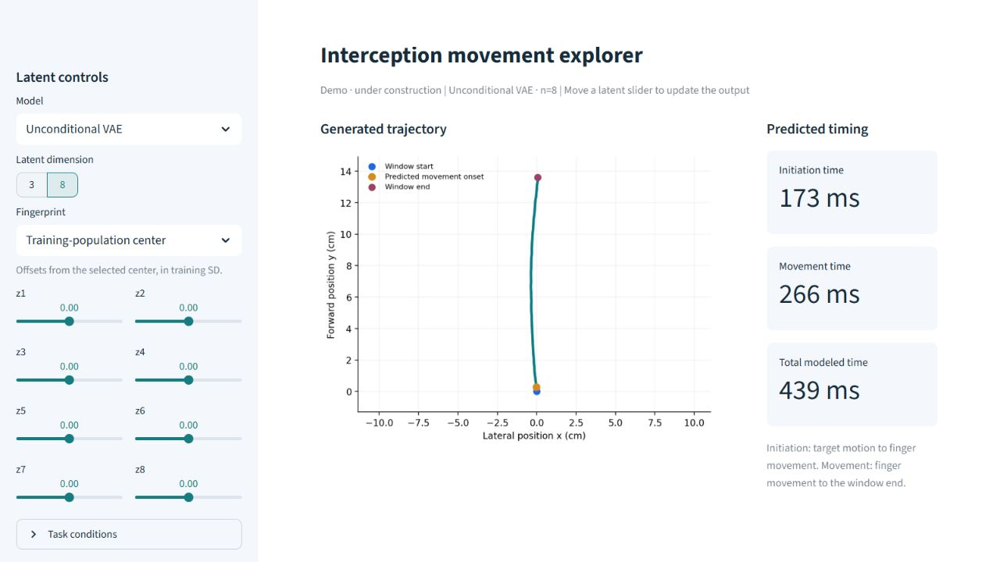 Latent controls
Model
Unconditional VAE
Latent dimension
3 8
Fingerprint
Training-population center
Offsets from the selected center, in training SD.
z1 z2
0.00 0.00
z3 z4
0.00 0.00
z5 z6
0.00 0.00
z7 z8
0.00 0.00
Task conditions
Interception movement explorer
Demo · under construction | Unconditional VAE · n=8 | Move a latent slider to update the output
Generated trajectory
Window start
Predicted movement onset
Window end
14
12
10
8
6
4
2
0
Forward position y (cm)
−10.0 −7.5 −5.0 −2.5 0.0 2.5 5.0 7.5 10.0
Lateral position x (cm)
Predicted timing
Initiation time
173 ms
Movement time
266 ms
Total modeled time
439 ms
Initiation: target motion to finger
movement. Movement: finger
movement to the window end.